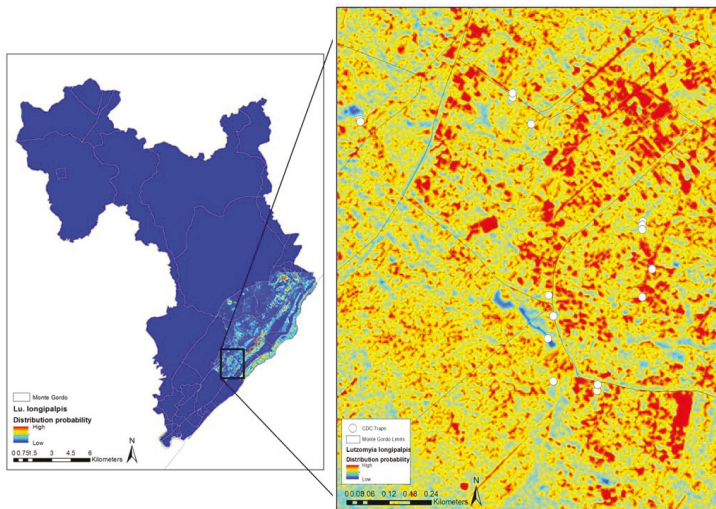 Monte Gordo
Lu. longipalpis
Distribution probability
High
Low
0 0.751.5 3 4.5 6
Kilometers
N
CDC Traps
Monte Gordo Limits
Lutzomyia longipalpis
Distribution probability
High
Low
0 0.03 0.06 0.12 0.18 0.24
Kilometers
N